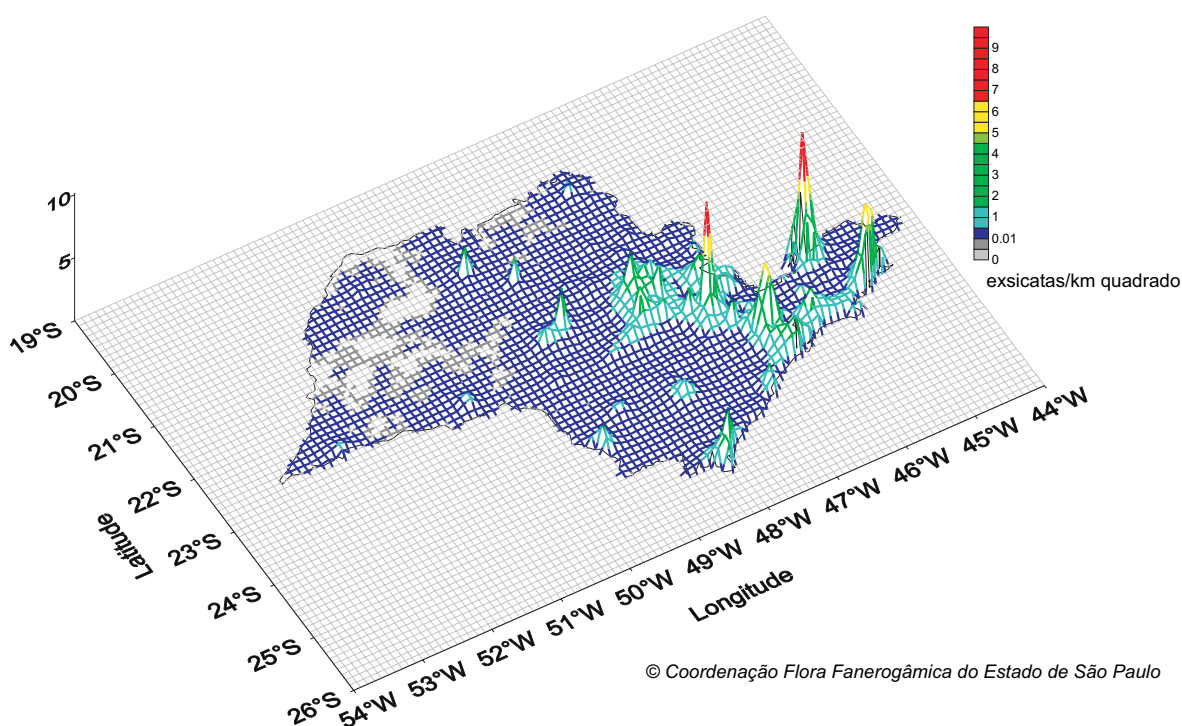 9
8
7
6
5
4
3
2
1
0.01
0
exsicatas/km quadrado
10
5
19°S
20°S
21°S
22°S
23°S
24°S
25°S
26°S
Latitude
54°W
53°W
52°W
51°W
50°W
49°W
48°W
47°W
46°W
45°W
44°W
Longitude
© Coordenação Flora Fanerogâmica do Estado de São Paulo